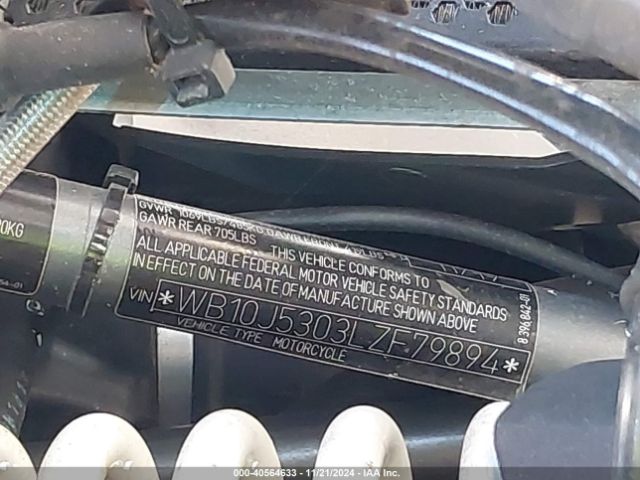 GVWR 1069LBS
GAWR REAR 705LBS
THIS VEHICLE CONFORMS TO
ALL APPLICABLE FEDERAL MOTOR VEHICLE SAFETY STANDARDS
IN EFFECT ON THE DATE OF MANUFACTURE SHOWN ABOVE
VIN *WB10J5303LZF79894*
VEHICLE TYPE MOTORCYCLE
8 396 842-01
000-40564633 - 11/21/2024 - IAA Inc.